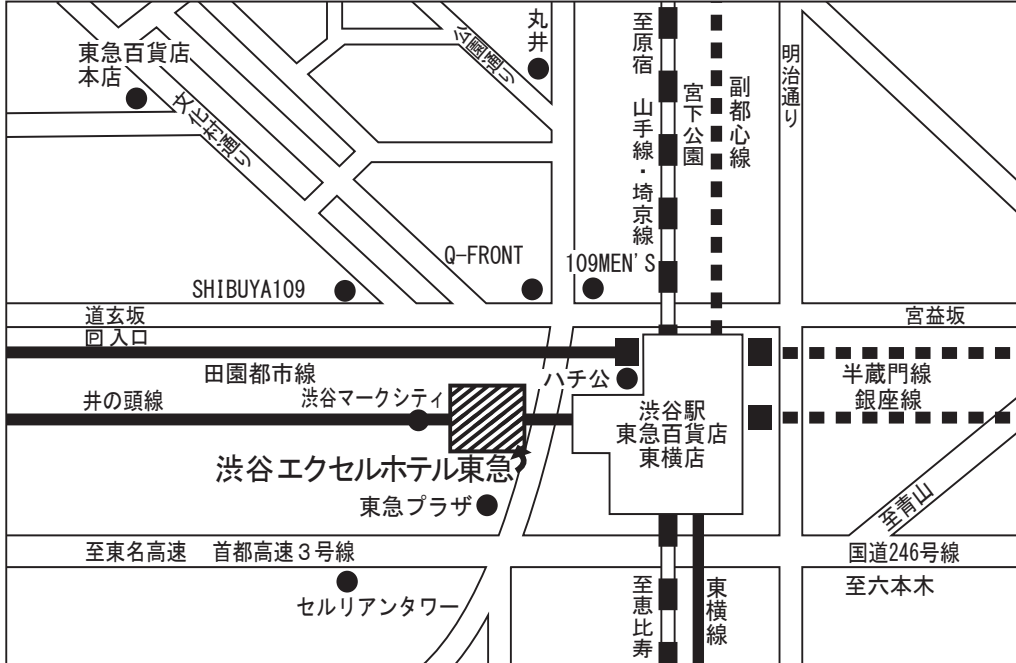 東急百貨店
本店
文化村通り
公園通り
丸井
至原宿
山手線・埼京線
宮下公園
副都心線
明治通り
Q-FRONT
109MEN'S
SHIBUYA109
道玄坂
宮益坂
P 入口
田園都市線
ハチ公
半蔵門線
井の頭線
渋谷マークシティ
渋谷駅
東急百貨店
東横店
銀座線
渋谷エクセルホテル東急
東急プラザ
至青山
至東名高速 首都高速3号線
国道246号線
セルリアンタワー
至恵比寿
東横線
至六本木